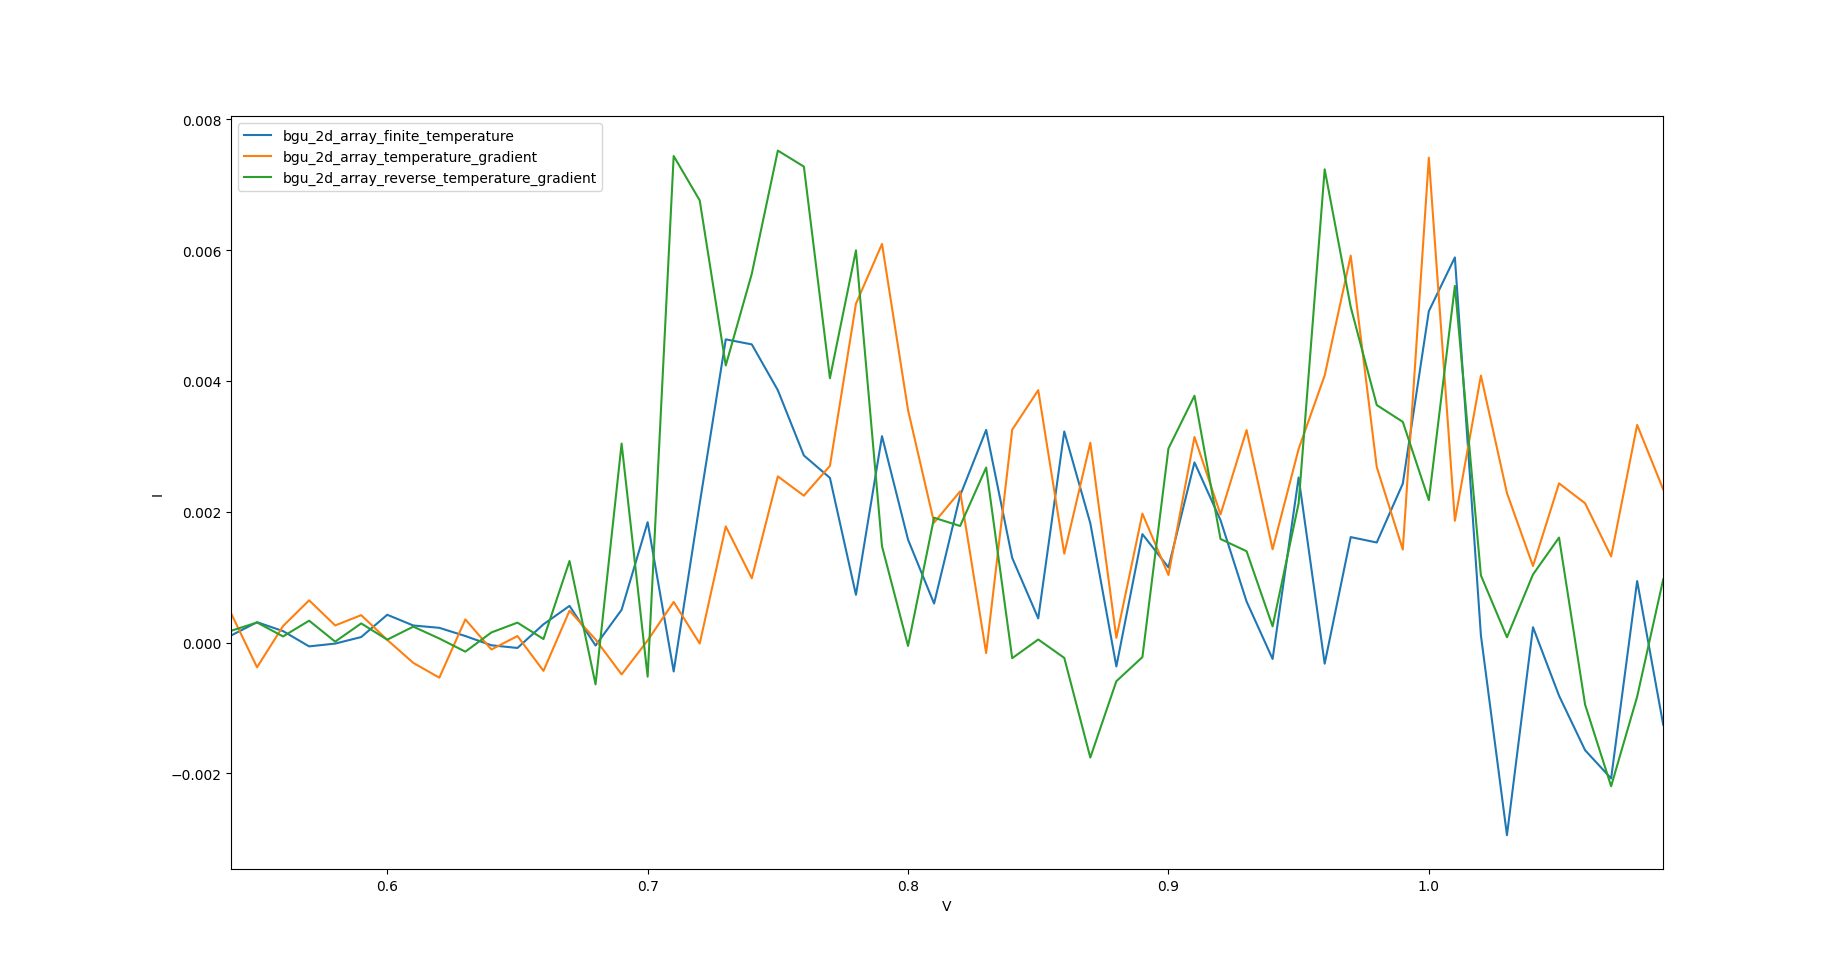 bgu_2d_array_finite_temperature
bgu_2d_array_temperature_gradient
bgu_2d_array_reverse_temperature_gradient
0.008
0.006
0.004
0.002
0.000
−0.002
I
0.6 0.7 0.8 0.9 1.0
V